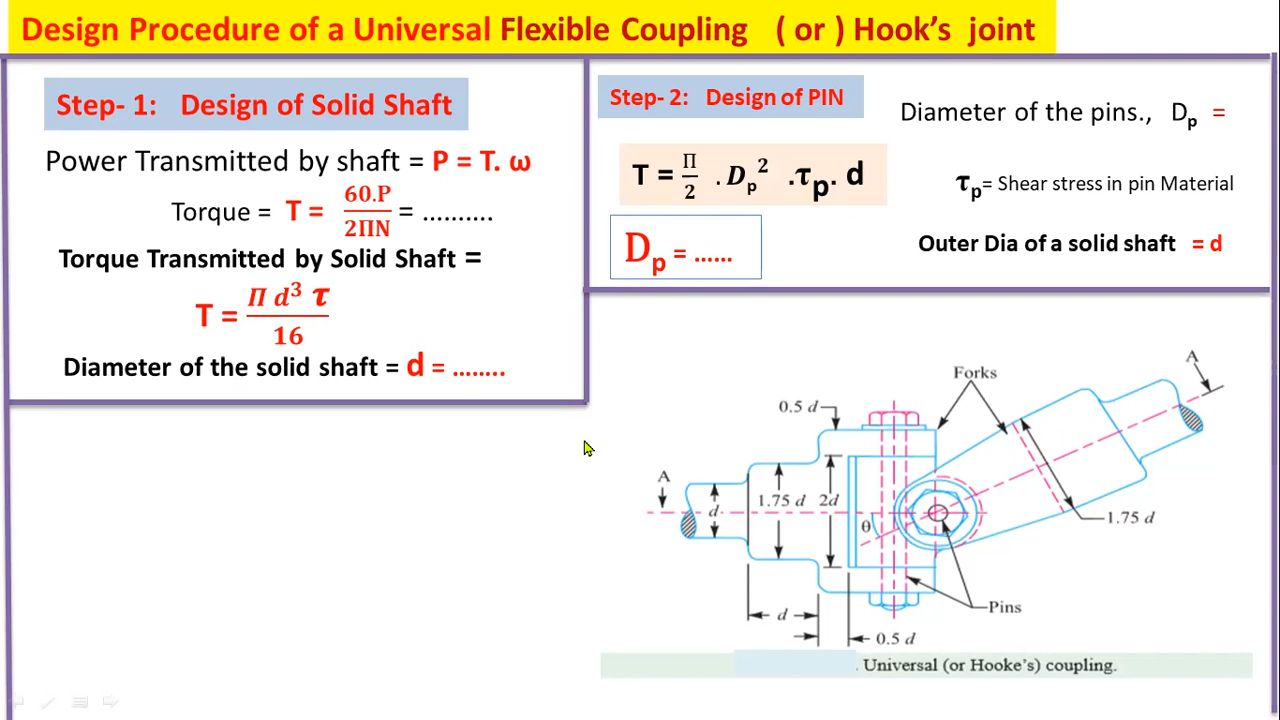 Design Procedure of a Universal Flexible Coupling ( or ) Hook’s joint
Step- 1: Design of Solid Shaft
Power Transmitted by shaft = P = T. ω
Torque = T = 60.P / 2ΠN = ..........
Torque Transmitted by Solid Shaft =
T = Π d³ τ / 16
Diameter of the solid shaft = d = ........
Step- 2: Design of PIN
Diameter of the pins., Dp =
T = Π/2 . Dp² .τp. d
τp= Shear stress in pin Material
Dp = ......
Outer Dia of a solid shaft = d
A
Forks
0.5 d
A
d
1.75 d
2d
θ
1.75 d
Pins
d
0.5 d
. Universal (or Hooke’s) coupling.